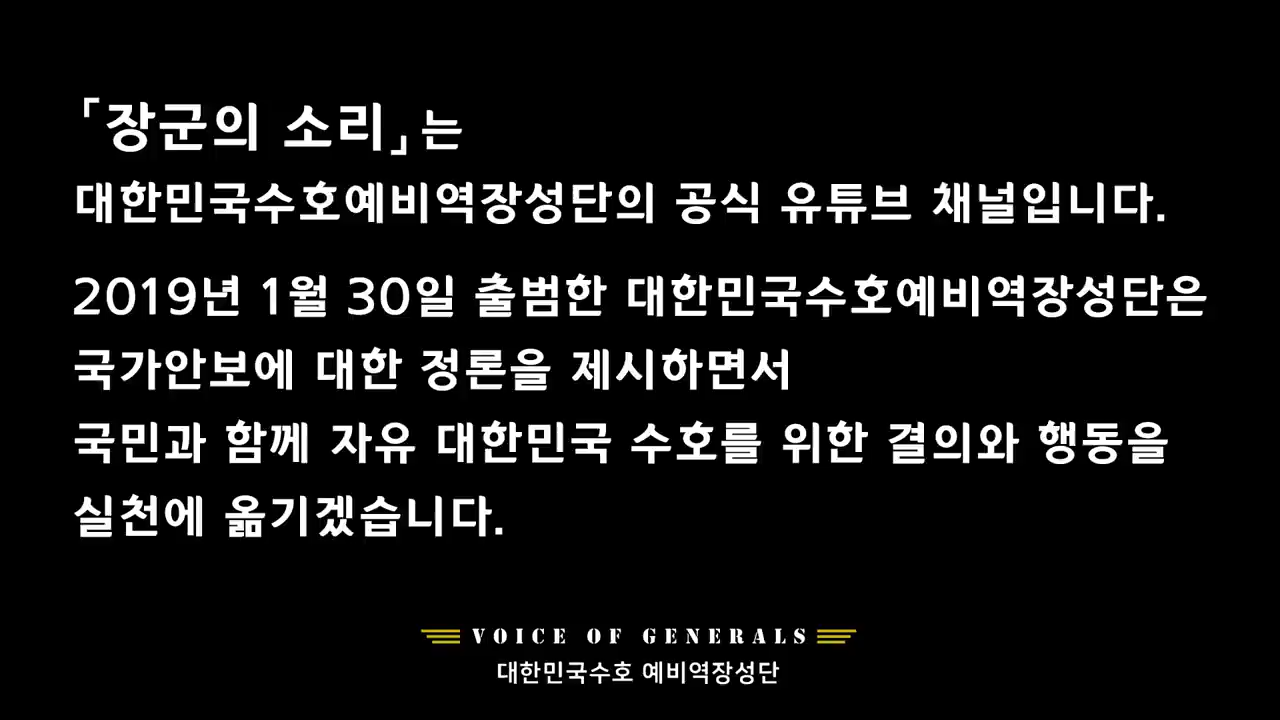 「장군의 소리」는
대한민국수호예비역장성단의 공식 유튜브 채널입니다.
2019년 1월 30일 출범한 대한민국수호예비역장성단은
국가안보에 대한 정론을 제시하면서
국민과 함께 자유 대한민국 수호를 위한 결의와 행동을
실천에 옮기겠습니다.
VOICE OF GENERALS
대한민국수호 예비역장성단